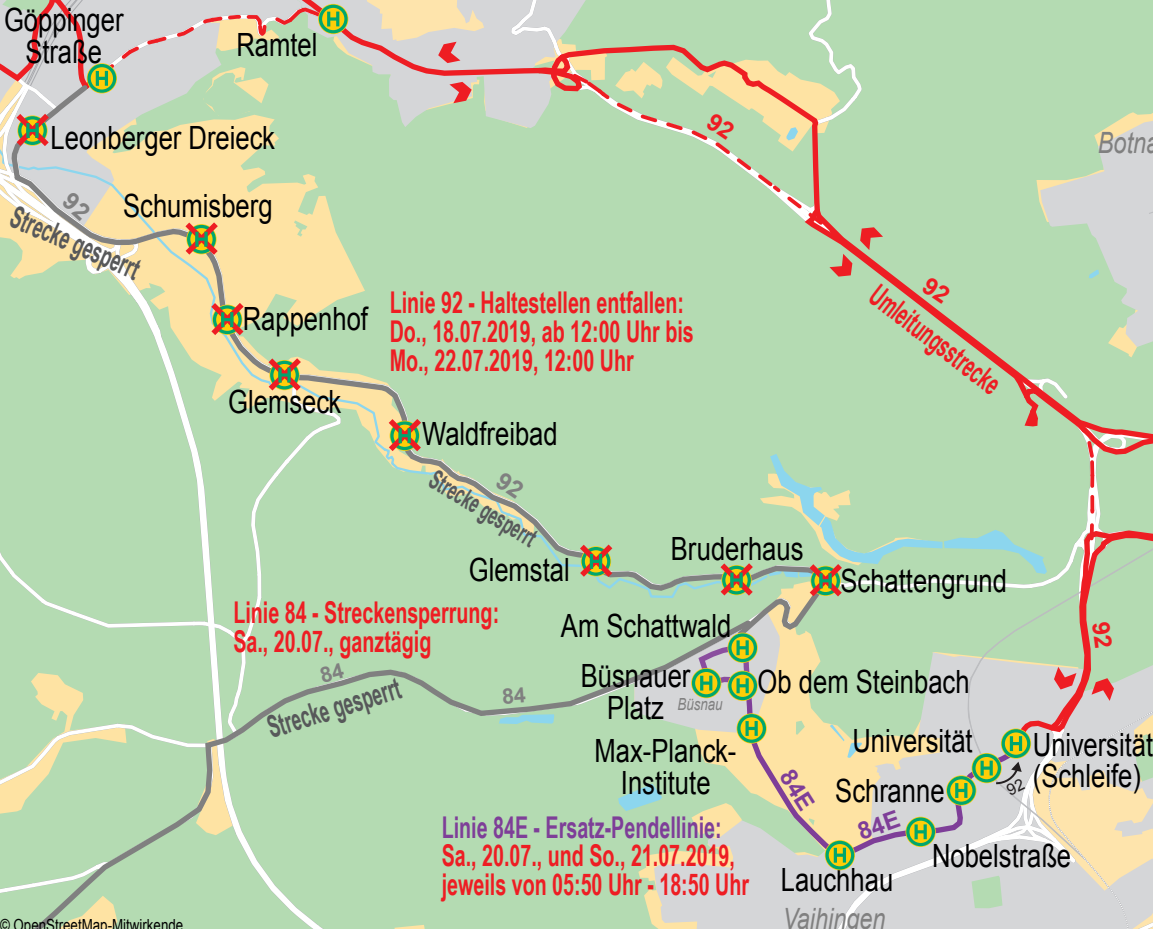 Göppinger
Straße
Ramtel
Leonberger Dreieck
92
Botna
92
Strecke gesperrt
Schumisberg
92
Umleitungsstrecke
Rappenhof
Linie 92 - Haltestellen entfallen:
Do., 18.07.2019, ab 12:00 Uhr bis
Mo., 22.07.2019, 12:00 Uhr
Glemseck
Waldfreibad
92
Strecke gesperrt
Glemstal
Bruderhaus
Schattengrund
Linie 84 - Streckensperrung:
Sa., 20.07., ganztägig
Am Schattwald
92
84
Strecke gesperrt
84
Büsnauer
Platz
Büsnau
Ob dem Steinbach
Max-Planck-
Institute
Universität
Universität
(Schleife)
92
Schranne
84E
84E
Linie 84E - Ersatz-Pendellinie:
Sa., 20.07., und So., 21.07.2019,
jeweils von 05:50 Uhr - 18:50 Uhr
Nobelstraße
Lauchhau
Vaihingen
© OpenStreetMap-Mitwirkende